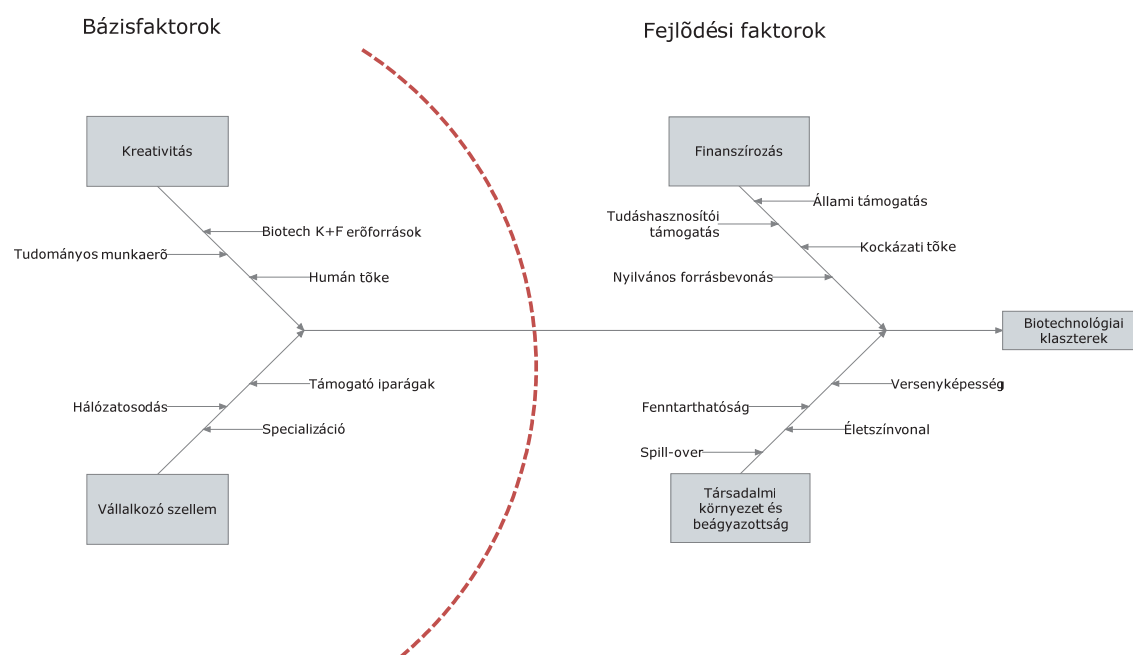 Bázisfaktorok
Fejlõdési faktorok
Kreativitás
Finanszírozás
Biotech K+F erõforrások
Tudományos munkaerõ
Humán tõke
Állami támogatás
Tudáshasznosítói
támogatás
Kockázati tõke
Nyilvános forrásbevonás
Biotechnológiai
klaszterek
Támogató iparágak
Hálózatosodás
Specializáció
Vállalkozó szellem
Versenyképesség
Fenntarthatóság
Életszínvonal
Spill-over
Társadalmi
környezet és
beágyazottság